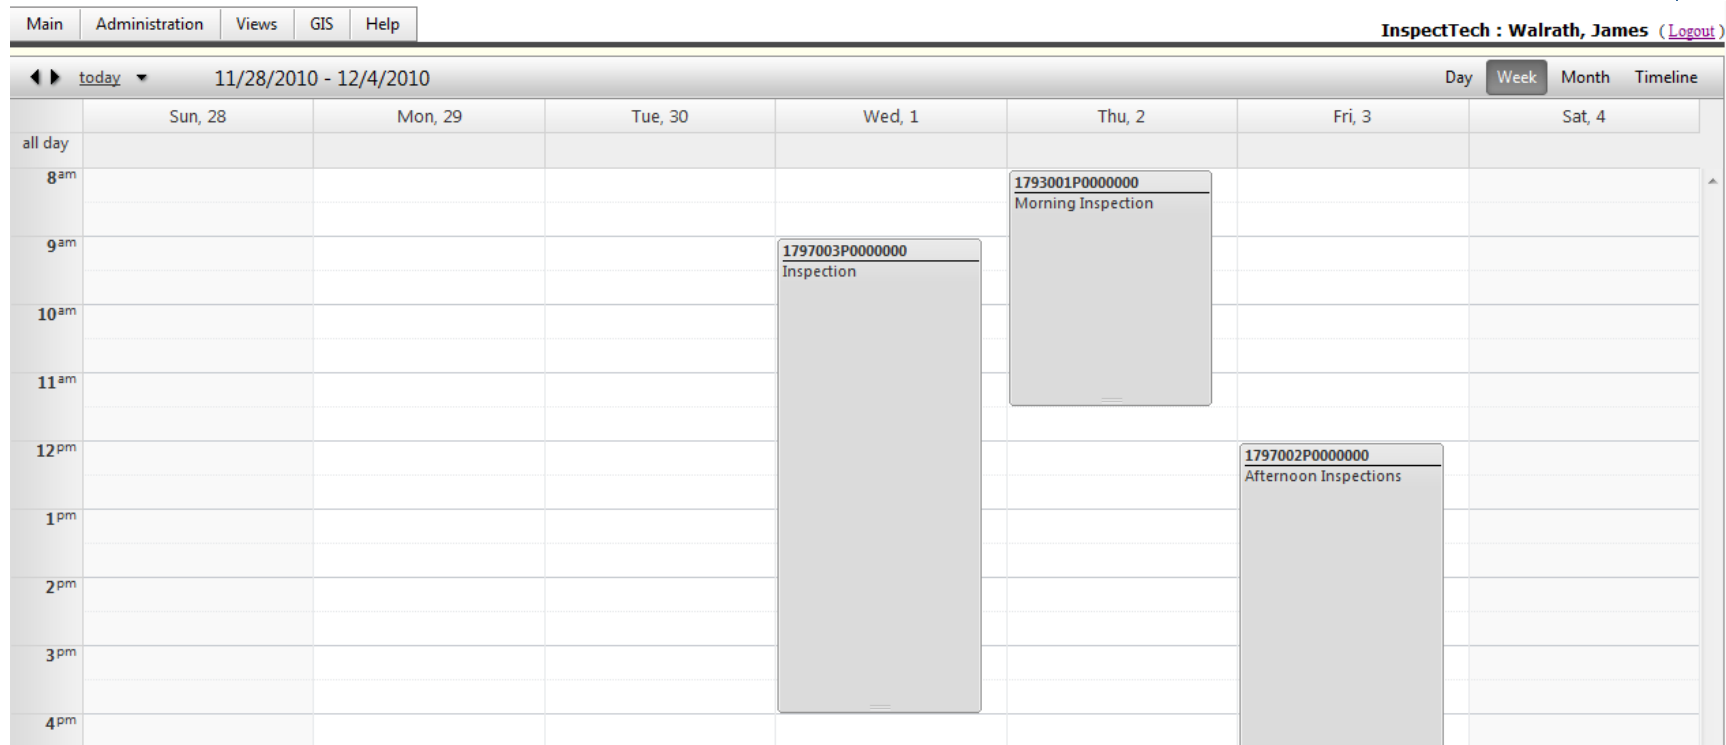 Main Administration Views GIS Help
InspectTech : Walrath, James (Logout)
today 11/28/2010 - 12/4/2010 Day Week Month Timeline
Sun, 28 Mon, 29 Tue, 30 Wed, 1 Thu, 2 Fri, 3 Sat, 4
all day
8am
1793001P0000000
Morning Inspection
9am
1797003P0000000
Inspection
10am
11am
12pm
1797002P0000000
Afternoon Inspections
1pm
2pm
3pm
4pm